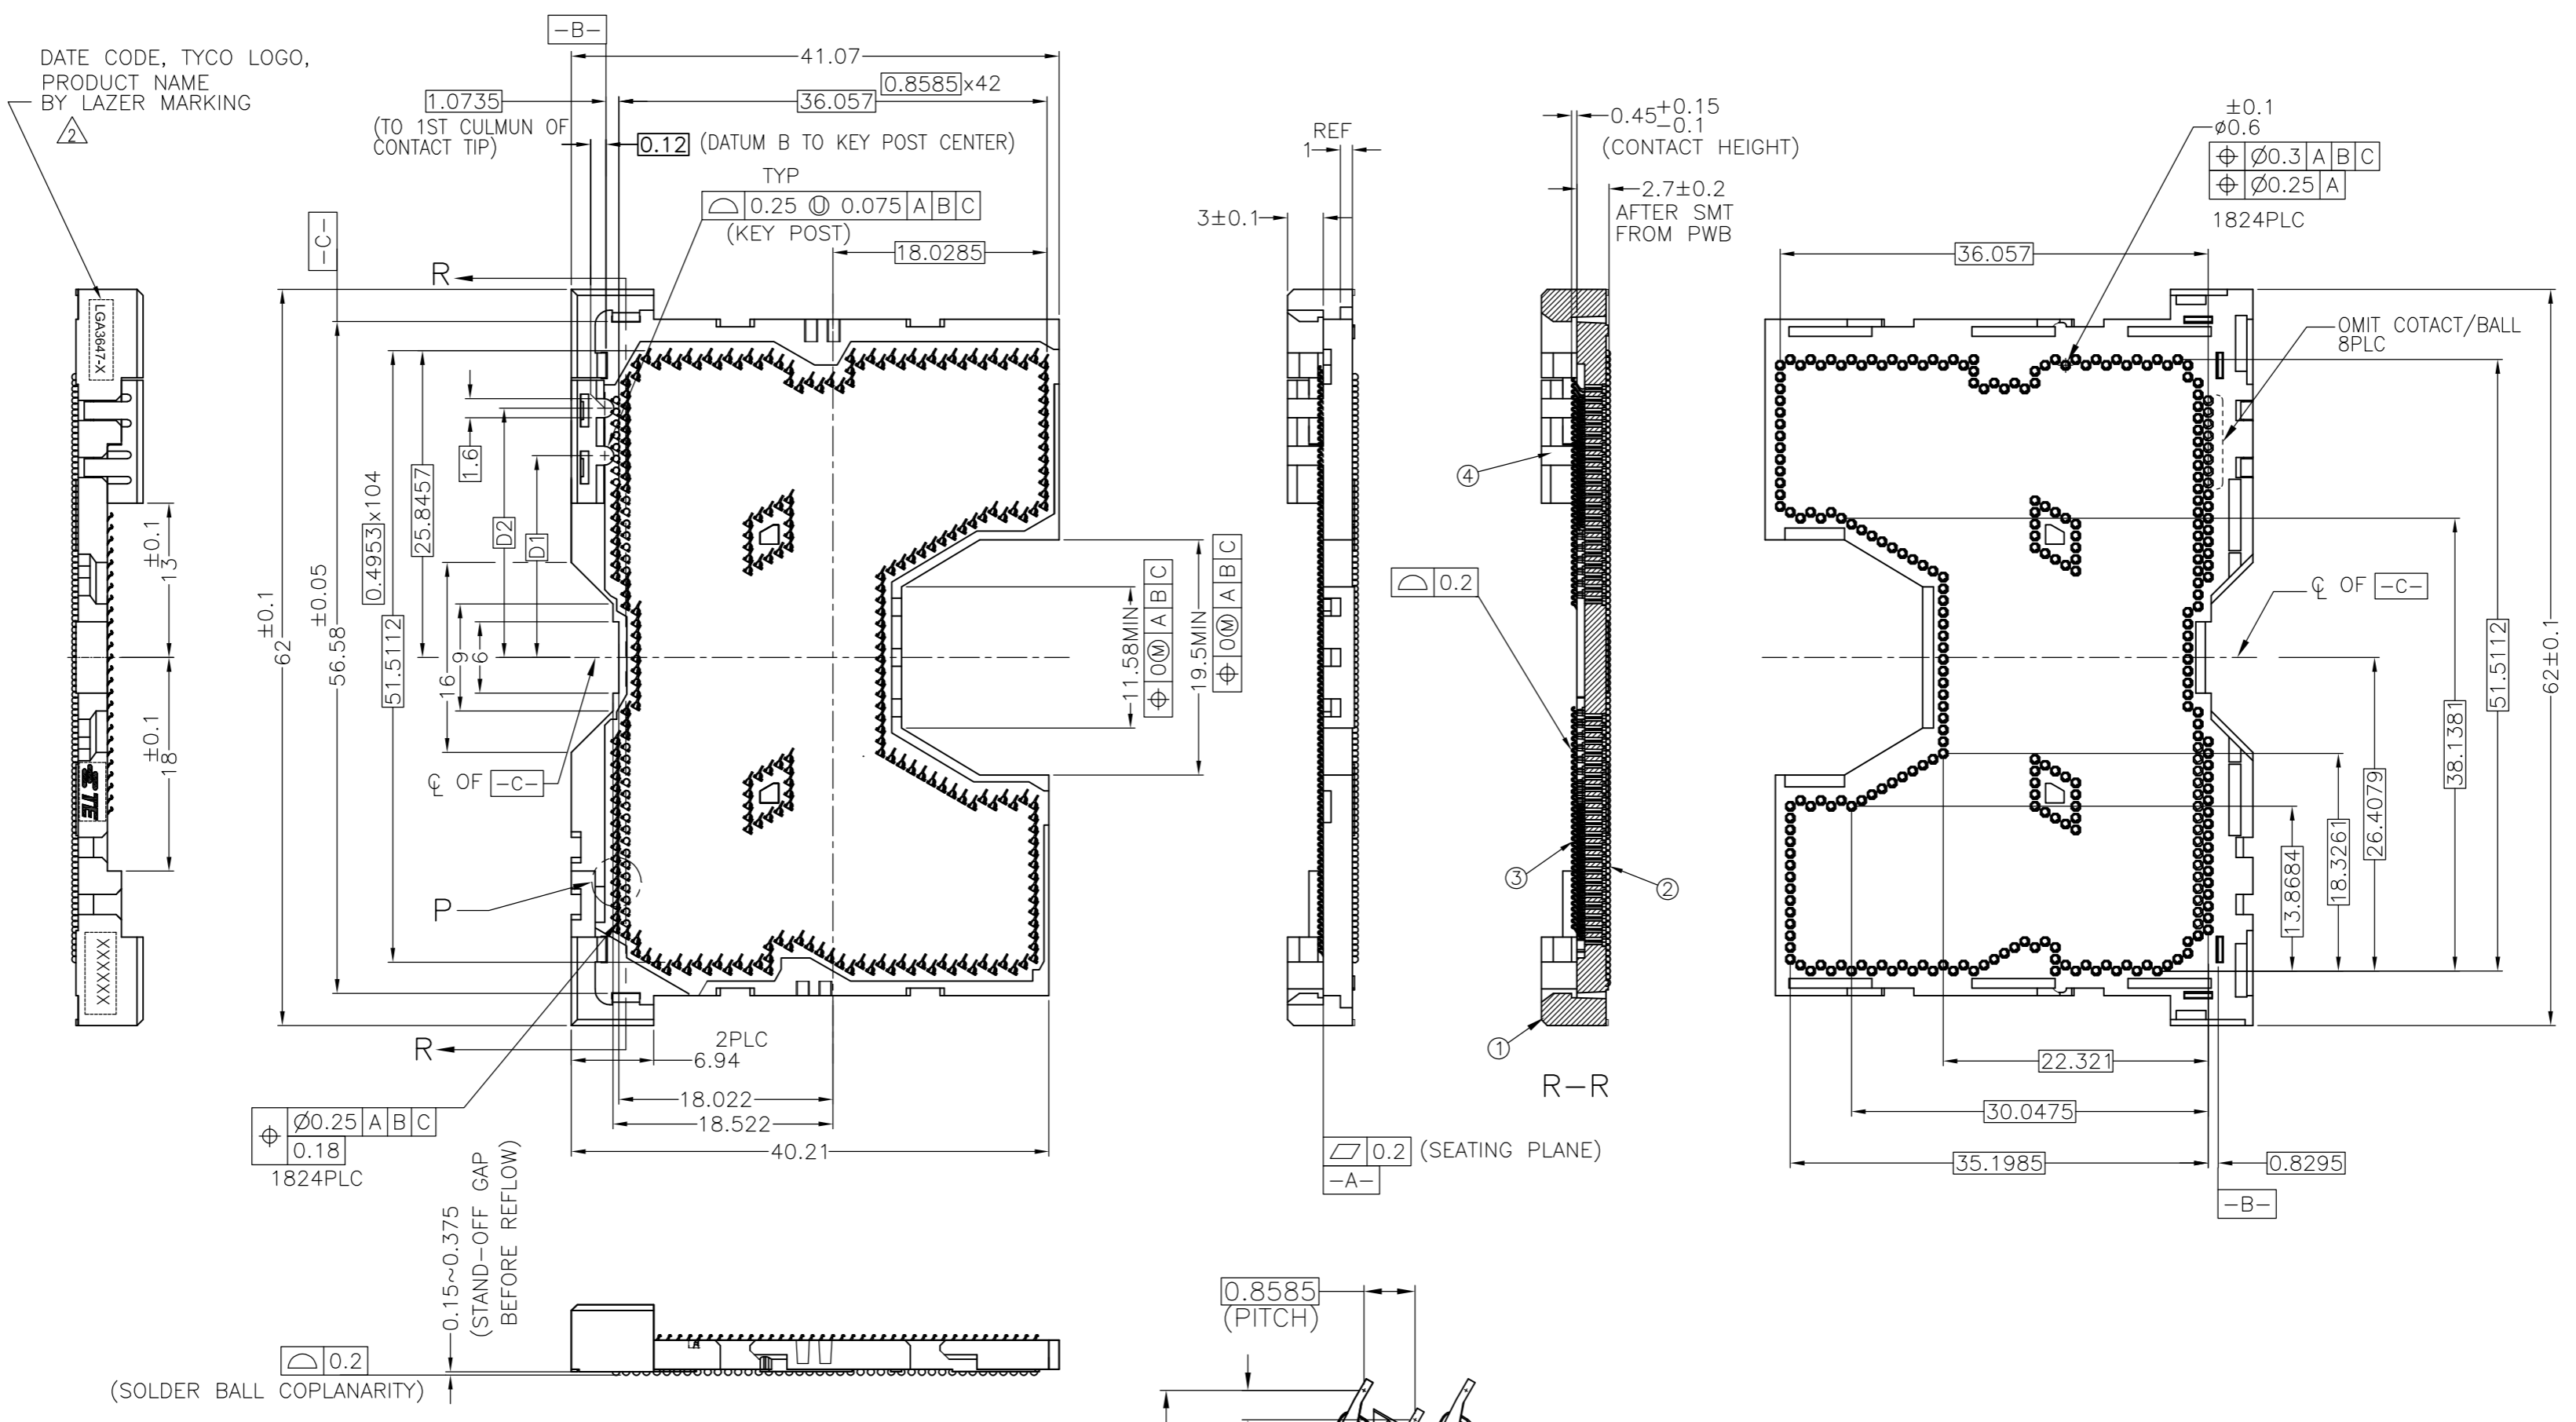 DATE CODE, TYCO LOGO,
PRODUCT NAME
BY LAZER MARKING
2
-B-
41.07
0.8585x42
1.0735
36.057
(TO 1ST CULMUN OF
CONTACT TIP)
0.12 (DATUM B TO KEY POST CENTER)
TYP
⌓ 0.25 Ⓤ 0.075 A B C
(KEY POST)
18.0285
-C-
R
LGA3647-X
±0.1
13
±0.1
18
TE
XXXXXX
±0.1
62
±0.05
56.58
0.4953x104
51.5112
25.8457
1.6
D2
D1
16
9
6
℄ OF -C-
P
R
11.58MIN
⌖ 0Ⓜ A B C
19.5MIN
⌖ 0Ⓜ A B C
2PLC
6.94
18.022
18.522
40.21
⌖ Ø0.25 A B C
0.18
1824PLC
0.15~0.375
(STAND-OFF GAP
BEFORE REFLOW)
⌓ 0.2
(SOLDER BALL COPLANARITY)
REF
1
3±0.1
⏥ 0.2 (SEATING PLANE)
-A-
0.45 +0.15
-0.1
(CONTACT HEIGHT)
2.7±0.2
AFTER SMT
FROM PWB
④
⌓ 0.2
③
②
①
R-R
0.8585
(PITCH)
±0.1
ø0.6
⌖ Ø0.3 A B C
⌖ Ø0.25 A
1824PLC
36.057
OMIT COTACT/BALL
8PLC
℄ OF -C-
62±0.1
51.5112
38.1381
26.4079
18.3261
13.8684
22.321
30.0475
35.1985
0.8295
-B-